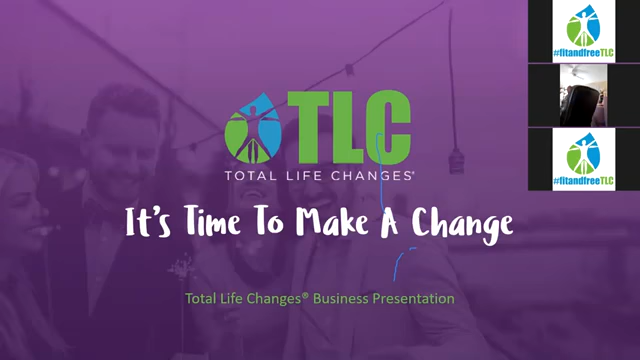 TLC
TOTAL LIFE CHANGES®
It's Time To Make A Change
Total Life Changes® Business Presentation
#fitandfreeTLC
#fitandfreeTLC